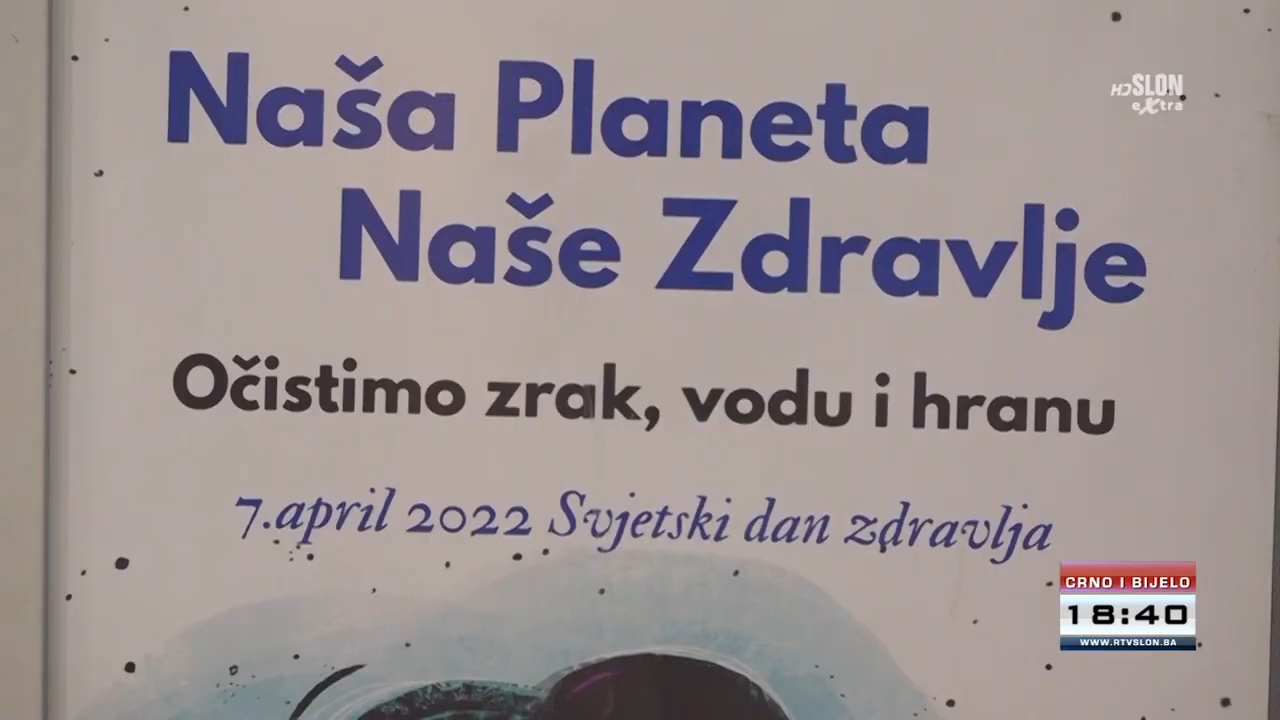 Naša Planeta
Naše Zdravlje
Očistimo zrak, vodu i hranu
7.april 2022 Svjetski dan zdravlja
HD SLON
extra
CRNO I BIJELO
18:40
WWW.RTVSLON.BA